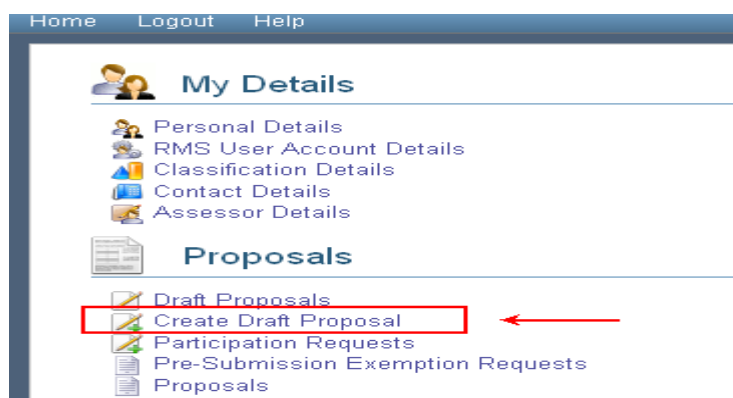 Home Logout Help
My Details
Personal Details
RMS User Account Details
Classification Details
Contact Details
Assessor Details
Proposals
Draft Proposals
Create Draft Proposal
Participation Requests
Pre-Submission Exemption Requests
Proposals